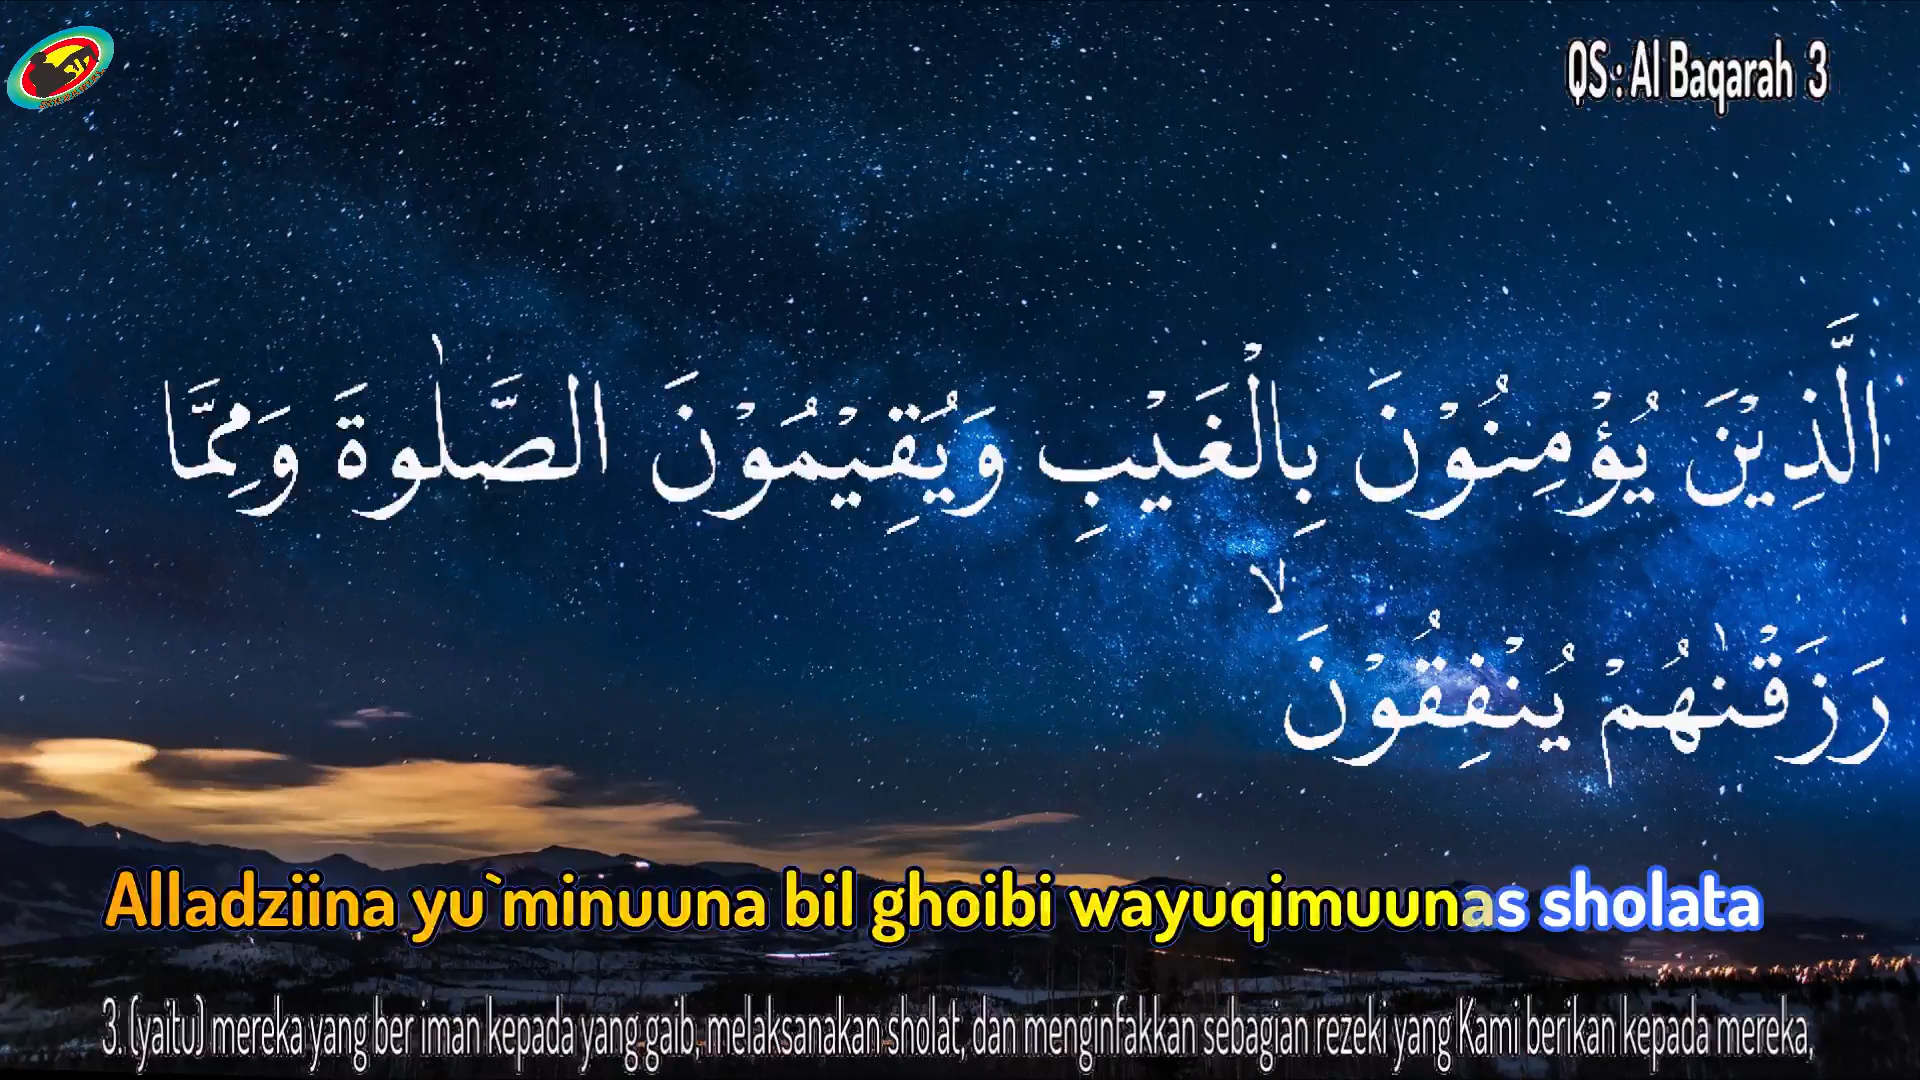 QS : Al Baqarah 3
الَّذِيْنَ يُؤْمِنُوْنَ بِالْغَيْبِ وَيُقِيْمُوْنَ الصَّلٰوةَ وَمِمَّا
رَزَقْنٰهُمْ يُنْفِقُوْنَ ۙ
Alladziina yu`minuuna bil ghoibi wayuqimuunas sholata
3. (yaitu) mereka yang ber iman kepada yang gaib, melaksanakan sholat, dan menginfakkan sebagian rezeki yang Kami berikan kepada mereka,